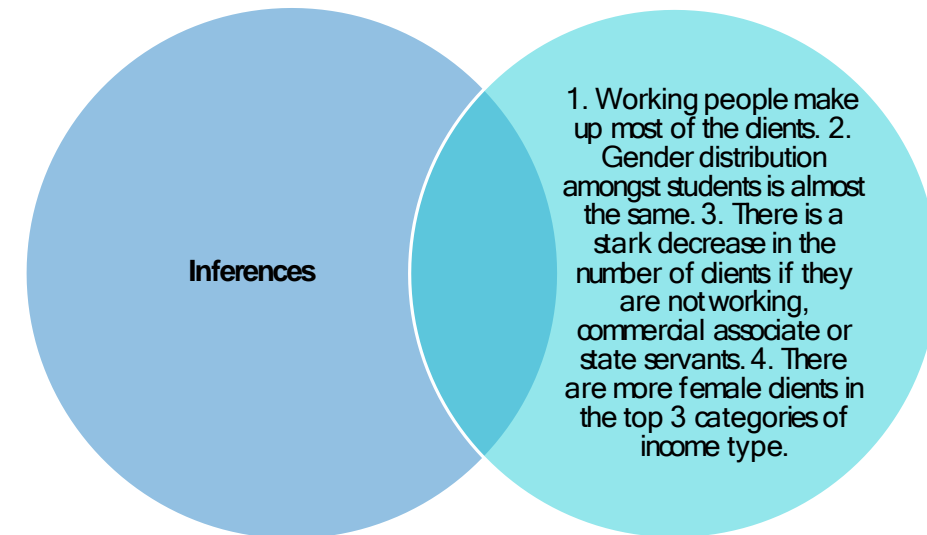 Inferences
1. Working people make
up most of the clients. 2.
Gender distribution
amongst students is almost
the same. 3. There is a
stark decrease in the
number of clients if they
are not working,
commercial associate or
state servants. 4. There
are more female clients in
the top 3 categories of
income type.